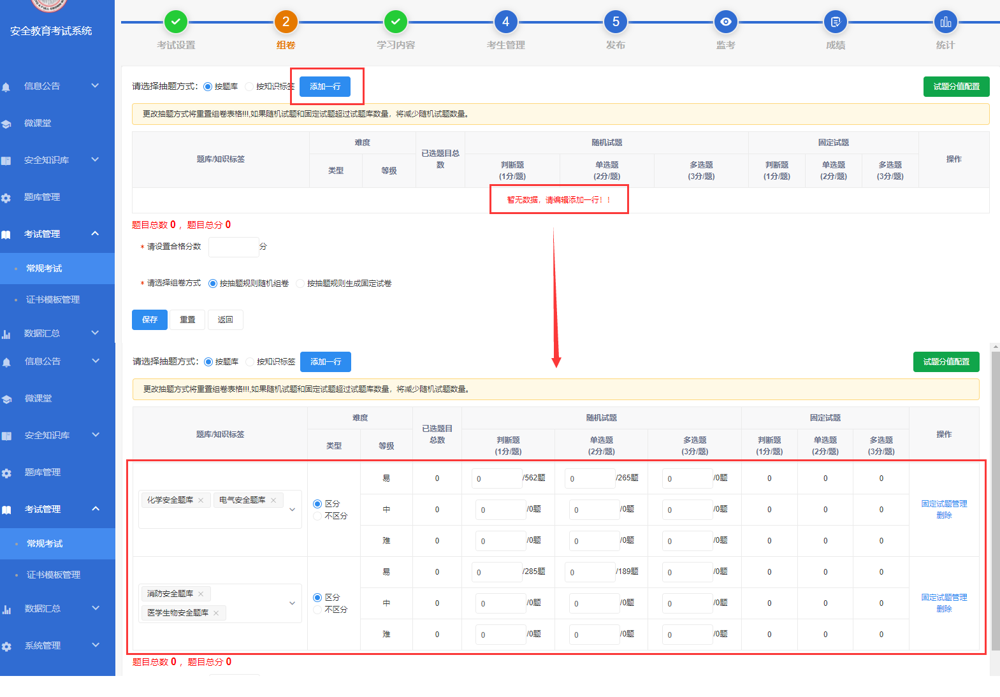 安全教育考试系统
2
4
5
考试设置
组卷
学习内容
考生管理
发布
监考
成绩
统计
信息公告
微课堂
安全知识库
题库管理
考试管理
常规考试
证书模板管理
数据汇总
请选择抽题方式：
按题库
按知识标签
添加一行
试题分值配置
更改抽题方式将重置组卷表格!!!,如果随机试题和固定试题超过试题库数量，将减少随机试题数量。
题库/知识标签
难度
已选题目总数
随机试题
固定试题
操作
类型
等级
判断题
(1分/题)
单选题
(2分/题)
多选题
(3分/题)
判断题
(1分/题)
单选题
(2分/题)
多选题
(3分/题)
暂无数据，请编辑添加一行！！
题目总数 0 ，题目总分 0
* 请设置合格分数
分
* 请选择组卷方式
按抽题规则随机组卷
按抽题规则生成固定试卷
保存
重置
返回
信息公告
微课堂
安全知识库
题库管理
考试管理
常规考试
证书模板管理
数据汇总
系统管理
请选择抽题方式：
按题库
按知识标签
添加一行
试题分值配置
更改抽题方式将重置组卷表格!!!,如果随机试题和固定试题超过试题库数量，将减少随机试题数量。
题库/知识标签
难度
已选题目
总数
随机试题
固定试题
操作
类型
等级
判断题
(1分/题)
单选题
(2分/题)
多选题
(3分/题)
判断题
(1分/题)
单选题
(2分/题)
多选题
(3分/题)
化学安全题库
电气安全题库
区分
不区分
易 0 0 /562题 0 /265题 0 /0题 0 0 0
中 0 0 /0题 0 /0题 0 /0题 0 0 0
难 0 0 /0题 0 /0题 0 /0题 0 0 0
固定试题管理
删除
消防安全题库
医学生物安全题库
区分
不区分
易 0 0 /285题 0 /189题 0 /0题 0 0 0
中 0 0 /0题 0 /0题 0 /0题 0 0 0
难 0 0 /0题 0 /0题 0 /0题 0 0 0
固定试题管理
删除
题目总数 0 ，题目总分 0